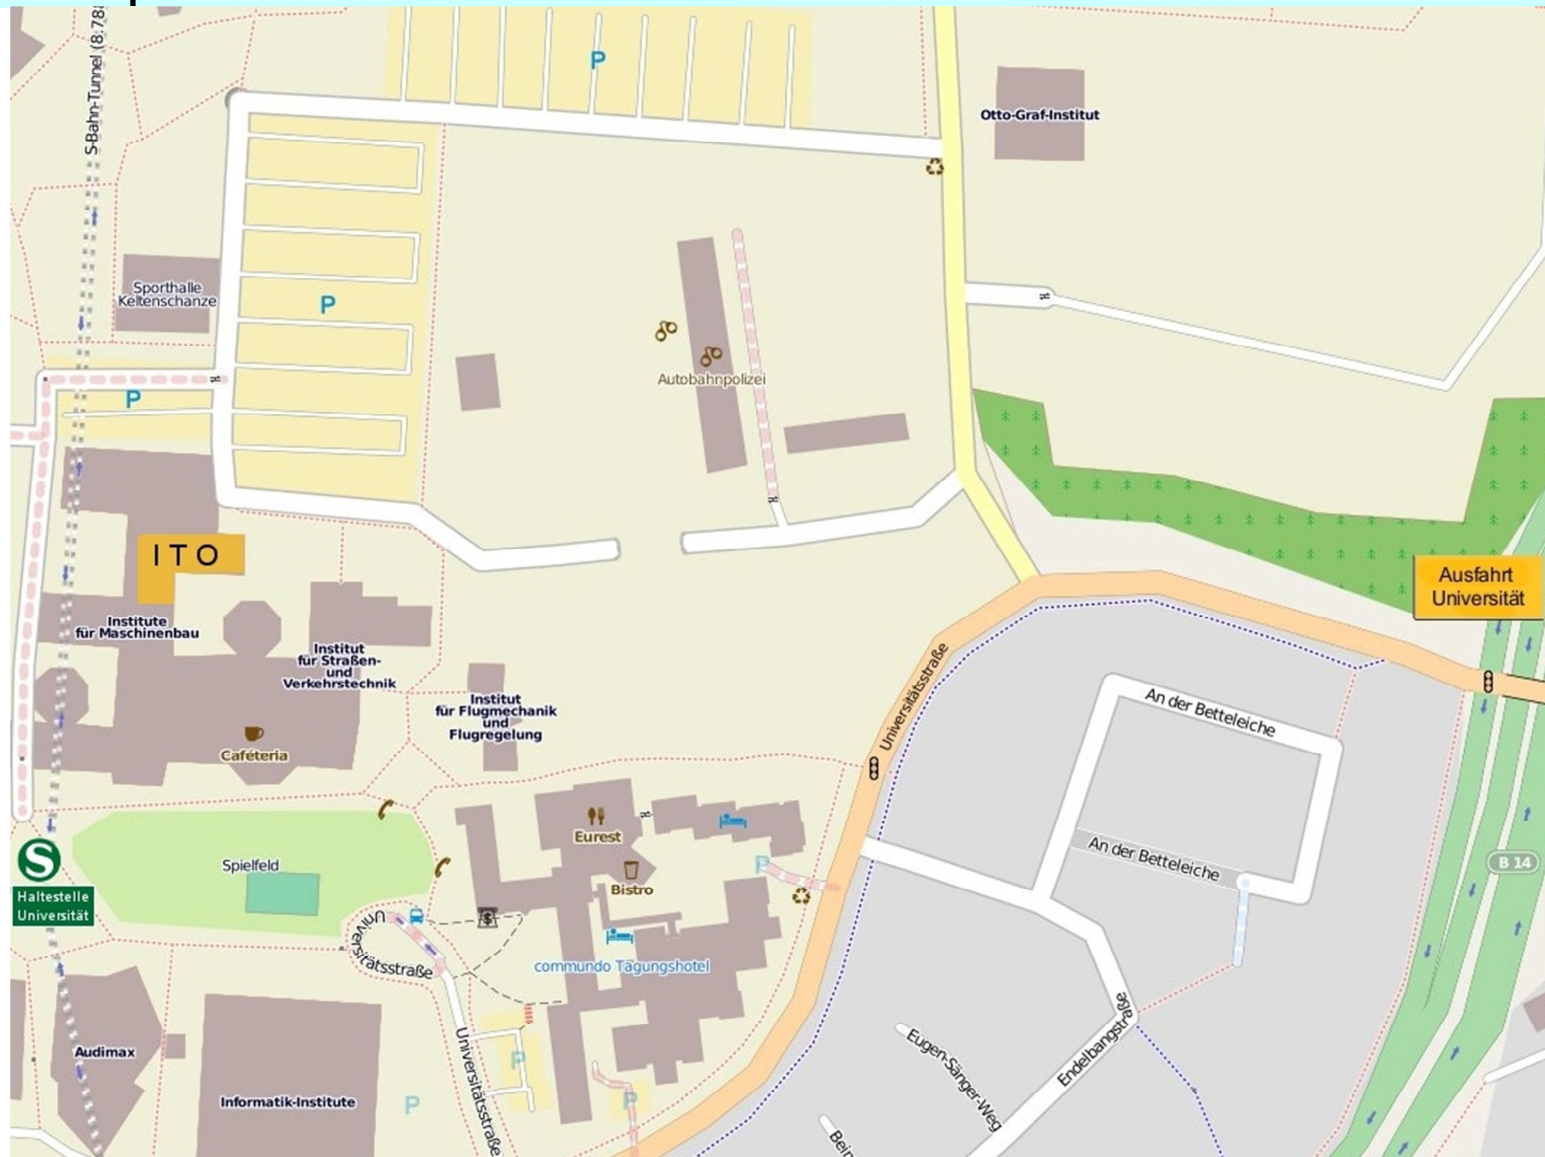 S-Bahn-Tunnel (8:788
P
Otto-Graf-Institut
Sporthalle
Keltenschanze
P
Autobahnpolizei
P
I T O
Ausfahrt
Universität
Institute
für Maschinenbau
Institut
für Straßen-
und
Verkehrstechnik
Institut
für Flugmechanik
und
Flugregelung
Universitätsstraße
An der Betteleiche
Caféteria
Eurest
An der Betteleiche
B 14
Spielfeld
P
Bistro
S
Haltestelle
Universität
$
Universitätsstraße
commundo Tagungshotel
Endelbangstraße
Eugen-Sänger-Weg
Audimax
Universitätsstraße
P
Informatik-Institute
P
P
Bein